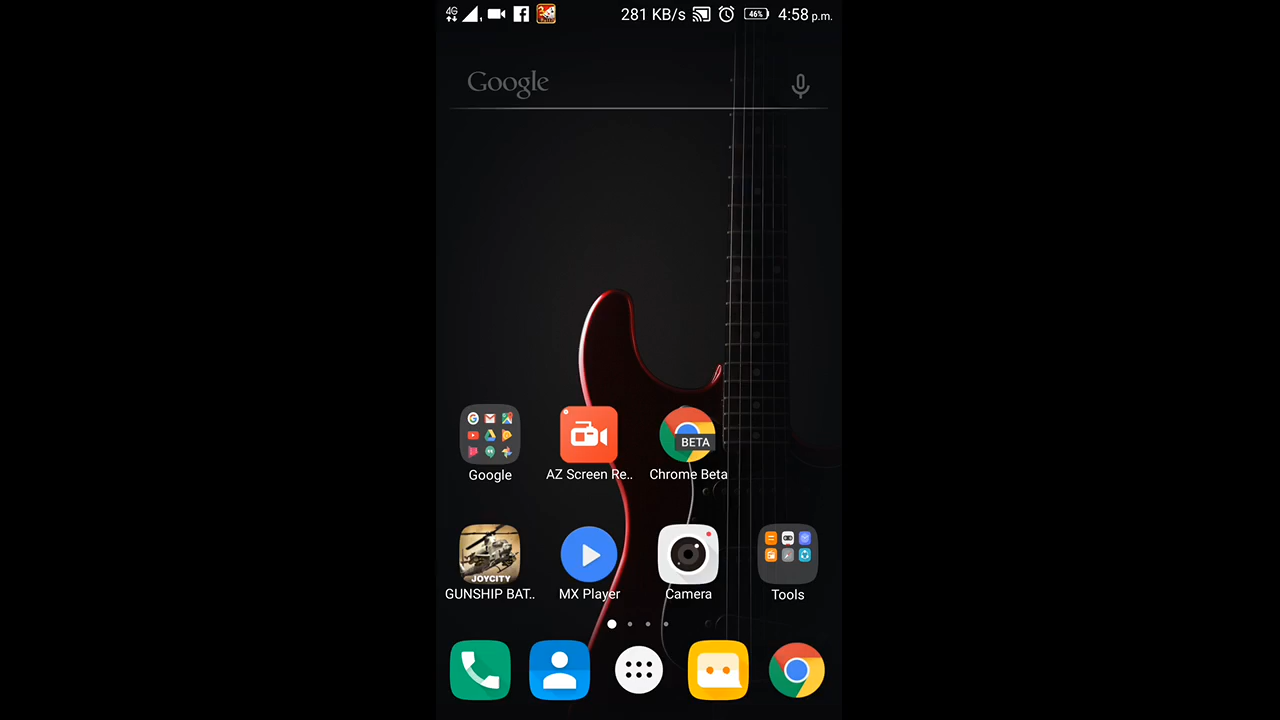 4G 281 KB/s 46% 4:58 p.m.
Google
BETA
Google AZ Screen Re.. Chrome Beta
JOYCITY
GUNSHIP BAT.. MX Player Camera Tools